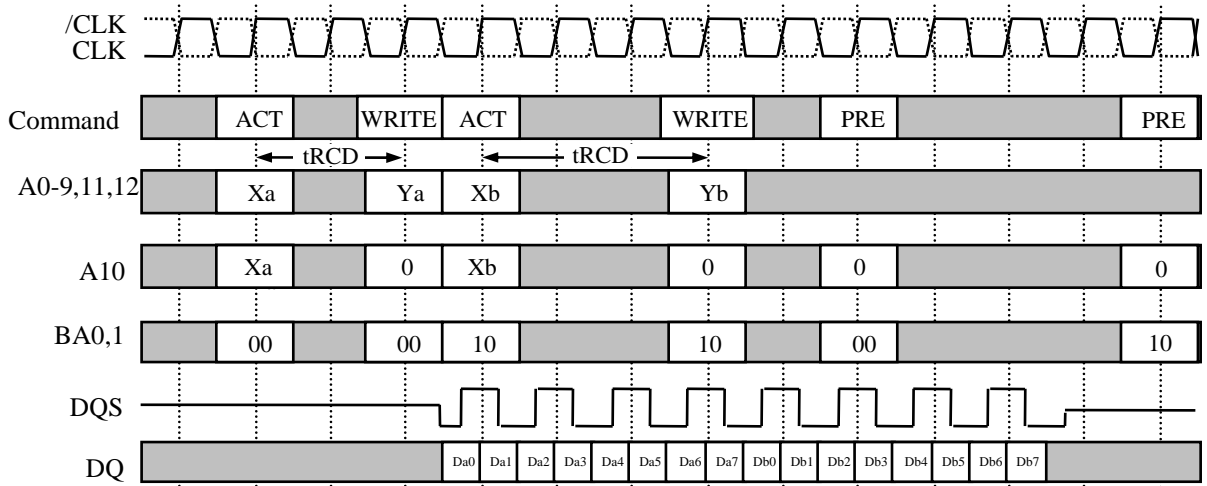 /CLK
CLK
Command ACT WRITE ACT WRITE PRE PRE
tRCD tRCD
A0-9,11,12 Xa Ya Xb Yb
A10 Xa 0 Xb 0 0 0
BA0,1 00 00 10 10 00 10
DQS
DQ Da0 Da1 Da2 Da3 Da4 Da5 Da6 Da7 Db0 Db1 Db2 Db3 Db4 Db5 Db6 Db7